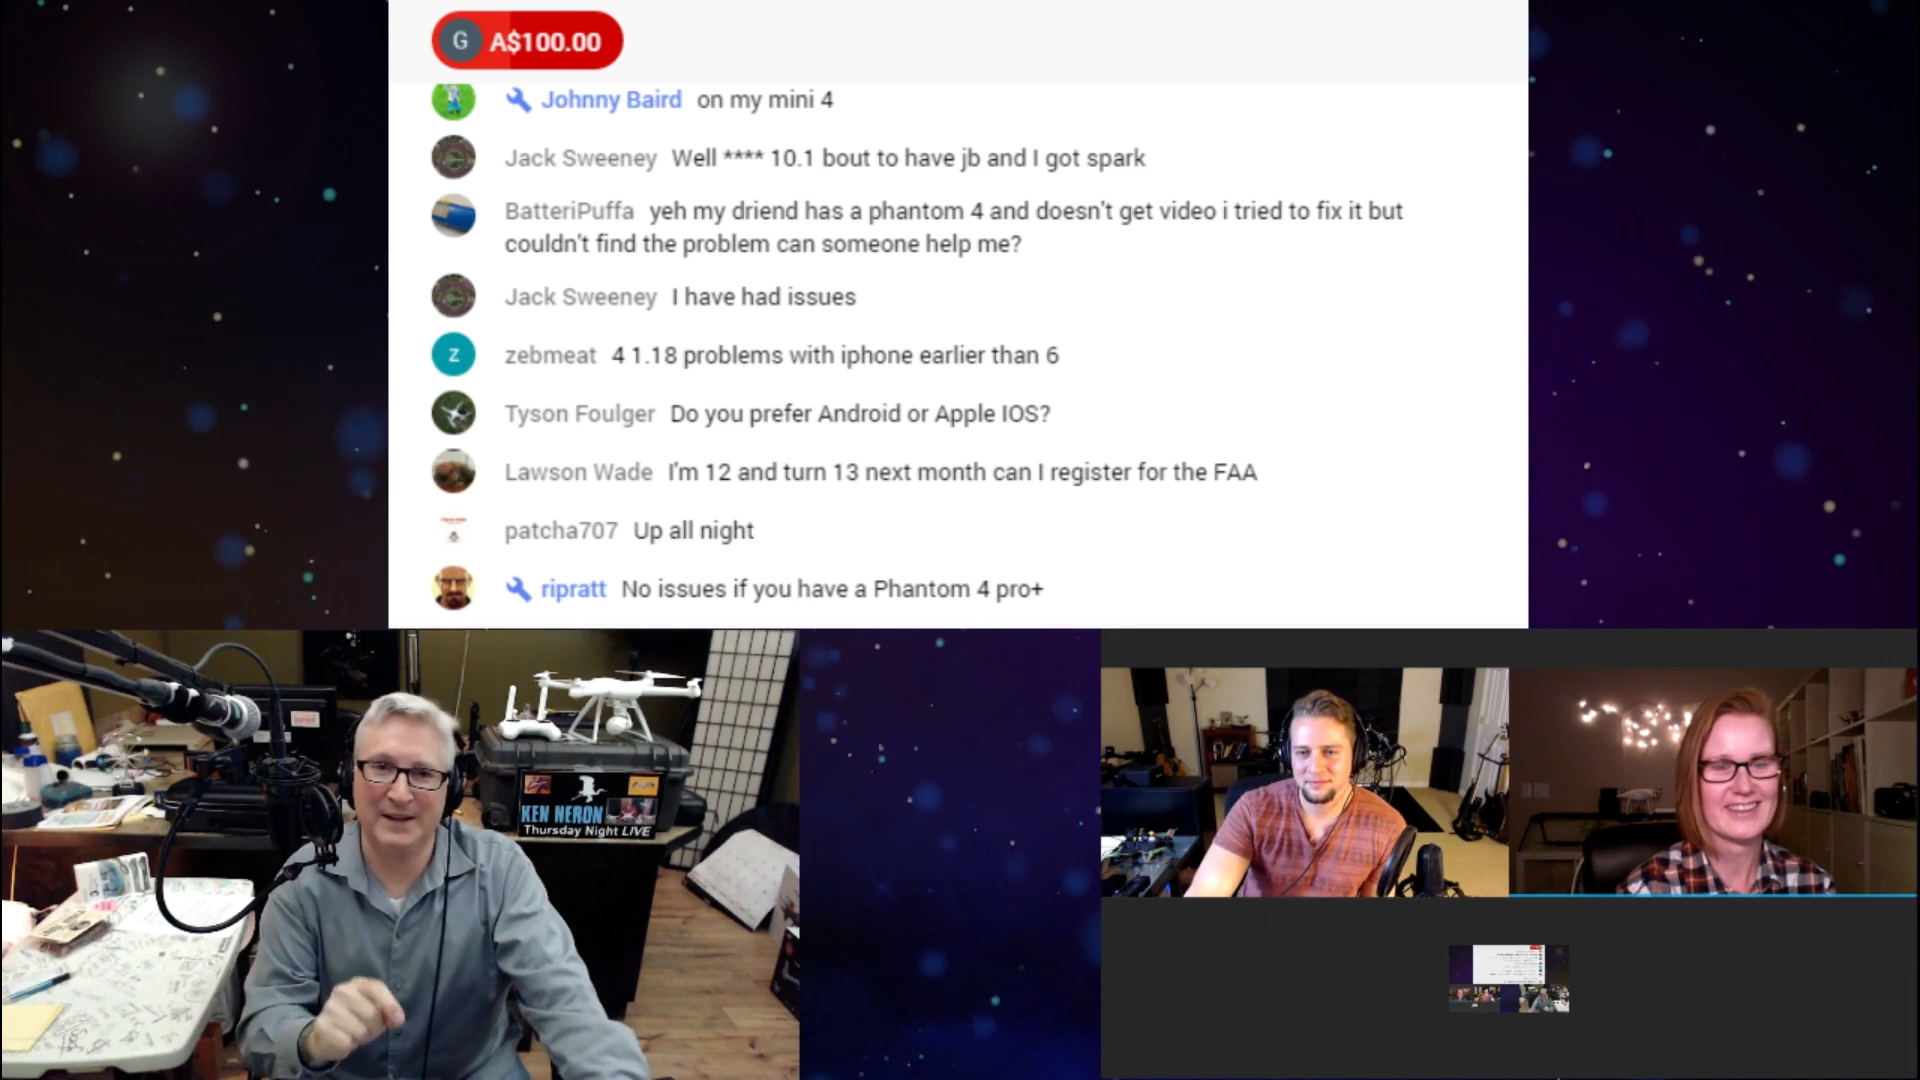 G A$100.00
Johnny Baird on my mini 4
Jack Sweeney Well **** 10.1 bout to have jb and I got spark
BatteriPuffa yeh my driend has a phantom 4 and doesn't get video i tried to fix it but
couldn't find the problem can someone help me?
Jack Sweeney I have had issues
Z zebmeat 4 1.18 problems with iphone earlier than 6
Tyson Foulger Do you prefer Android or Apple IOS?
Lawson Wade I'm 12 and turn 13 next month can I register for the FAA
patcha707 Up all night
ripratt No issues if you have a Phantom 4 pro+
KEN NERON
Thursday Night LIVE